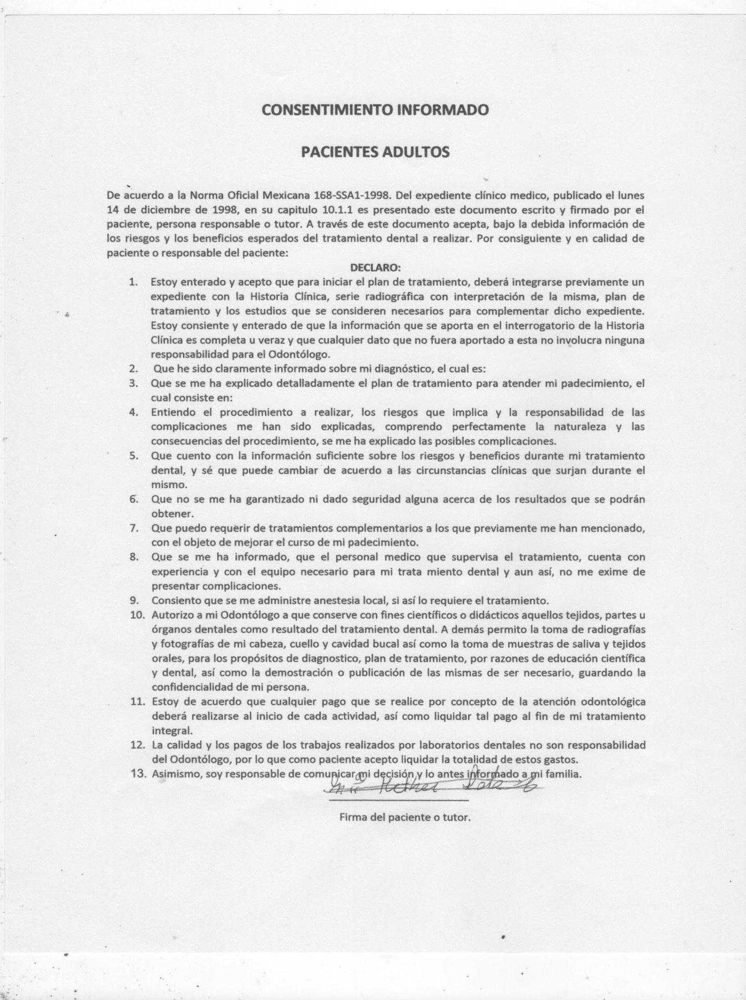 CONSENTIMIENTO INFORMADO
PACIENTES ADULTOS
De acuerdo a la Norma Oficial Mexicana 168-SSA1-1998. Del expediente clínico medico, publicado el lunes
14 de diciembre de 1998, en su capitulo 10.1.1 es presentado este documento escrito y firmado por el
paciente, persona responsable o tutor. A través de este documento acepta, bajo la debida información de
los riesgos y los beneficios esperados del tratamiento dental a realizar. Por consiguiente y en calidad de
paciente o responsable del paciente:
DECLARO:
1. Estoy enterado y acepto que para iniciar el plan de tratamiento, deberá integrarse previamente un
expediente con la Historia Clínica, serie radiográfica con interpretación de la misma, plan de
tratamiento y los estudios que se consideren necesarios para complementar dicho expediente.
Estoy consiente y enterado de que la información que se aporta en el interrogatorio de la Historia
Clínica es completa u veraz y que cualquier dato que no fuera aportado a esta no involucra ninguna
responsabilidad para el Odontólogo.
2. Que he sido claramente informado sobre mi diagnóstico, el cual es:
3. Que se me ha explicado detalladamente el plan de tratamiento para atender mi padecimiento, el
cual consiste en:
4. Entiendo el procedimiento a realizar, los riesgos que implica y la responsabilidad de las
complicaciones me han sido explicadas, comprendo perfectamente la naturaleza y las
consecuencias del procedimiento, se me ha explicado las posibles complicaciones.
5. Que cuento con la información suficiente sobre los riesgos y beneficios durante mi tratamiento
dental, y sé que puede cambiar de acuerdo a las circunstancias clínicas que surjan durante el
mismo.
6. Que no se me ha garantizado ni dado seguridad alguna acerca de los resultados que se podrán
obtener.
7. Que puedo requerir de tratamientos complementarios a los que previamente me han mencionado,
con el objeto de mejorar el curso de mi padecimiento.
8. Que se me ha informado, que el personal medico que supervisa el tratamiento, cuenta con
experiencia y con el equipo necesario para mi trata miento dental y aun así, no me exime de
presentar complicaciones.
9. Consiento que se me administre anestesia local, si así lo requiere el tratamiento.
10. Autorizo a mi Odontólogo a que conserve con fines científicos o didácticos aquellos tejidos, partes u
órganos dentales como resultado del tratamiento dental. A demás permito la toma de radiografías
y fotografías de mi cabeza, cuello y cavidad bucal así como la toma de muestras de saliva y tejidos
orales, para los propósitos de diagnostico, plan de tratamiento, por razones de educación científica
y dental, así como la demostración o publicación de las mismas de ser necesario, guardando la
confidencialidad de mi persona.
11. Estoy de acuerdo que cualquier pago que se realice por concepto de la atención odontológica
deberá realizarse al inicio de cada actividad, así como liquidar tal pago al fin de mi tratamiento
integral.
12. La calidad y los pagos de los trabajos realizados por laboratorios dentales no son responsabilidad
del Odontólogo, por lo que como paciente acepto liquidar la totalidad de estos gastos.
13. Asimismo, soy responsable de comunicar mi decisión y lo antes informado a mi familia.
Firma del paciente o tutor.